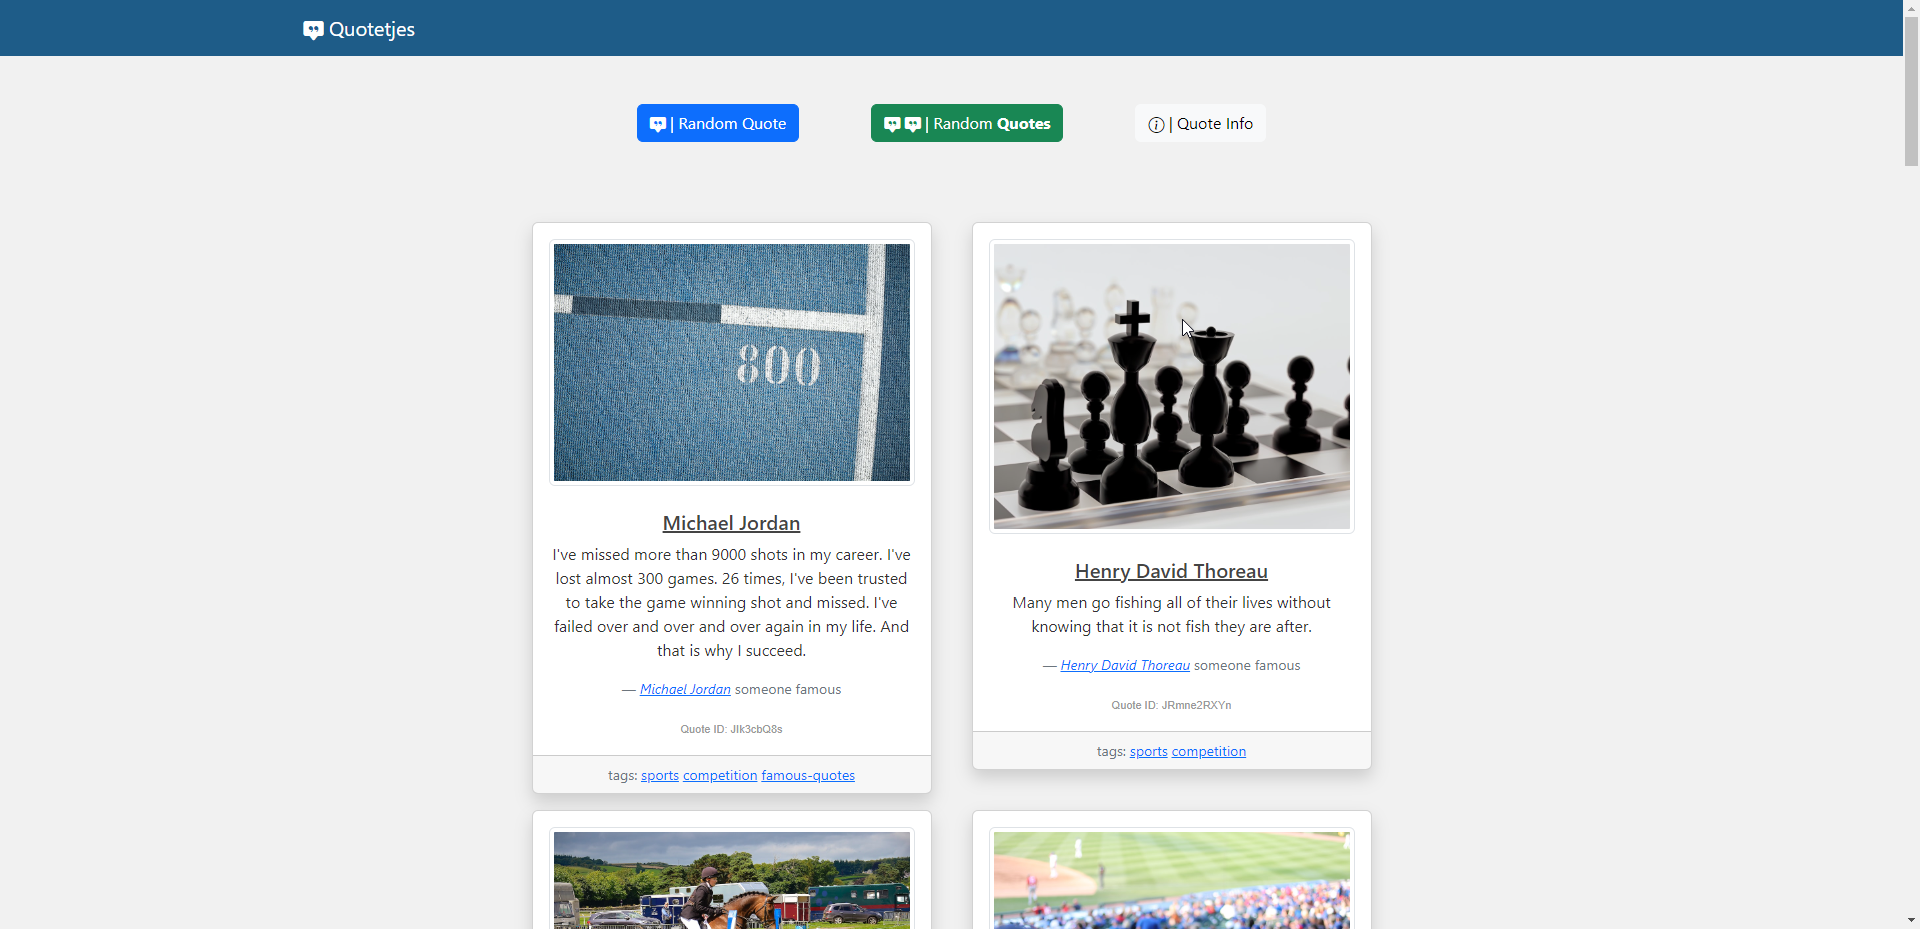 Quotetjes
| Random Quote
| Random Quotes
| Quote Info
800
Michael Jordan
I've missed more than 9000 shots in my career. I've
lost almost 300 games. 26 times, I've been trusted
to take the game winning shot and missed. I've
failed over and over and over again in my life. And
that is why I succeed.
— Michael Jordan someone famous
Quote ID: JIk3cbQ8s
tags: sports competition famous-quotes
Henry David Thoreau
Many men go fishing all of their lives without
knowing that it is not fish they are after.
— Henry David Thoreau someone famous
Quote ID: JRmne2RXYn
tags: sports competition